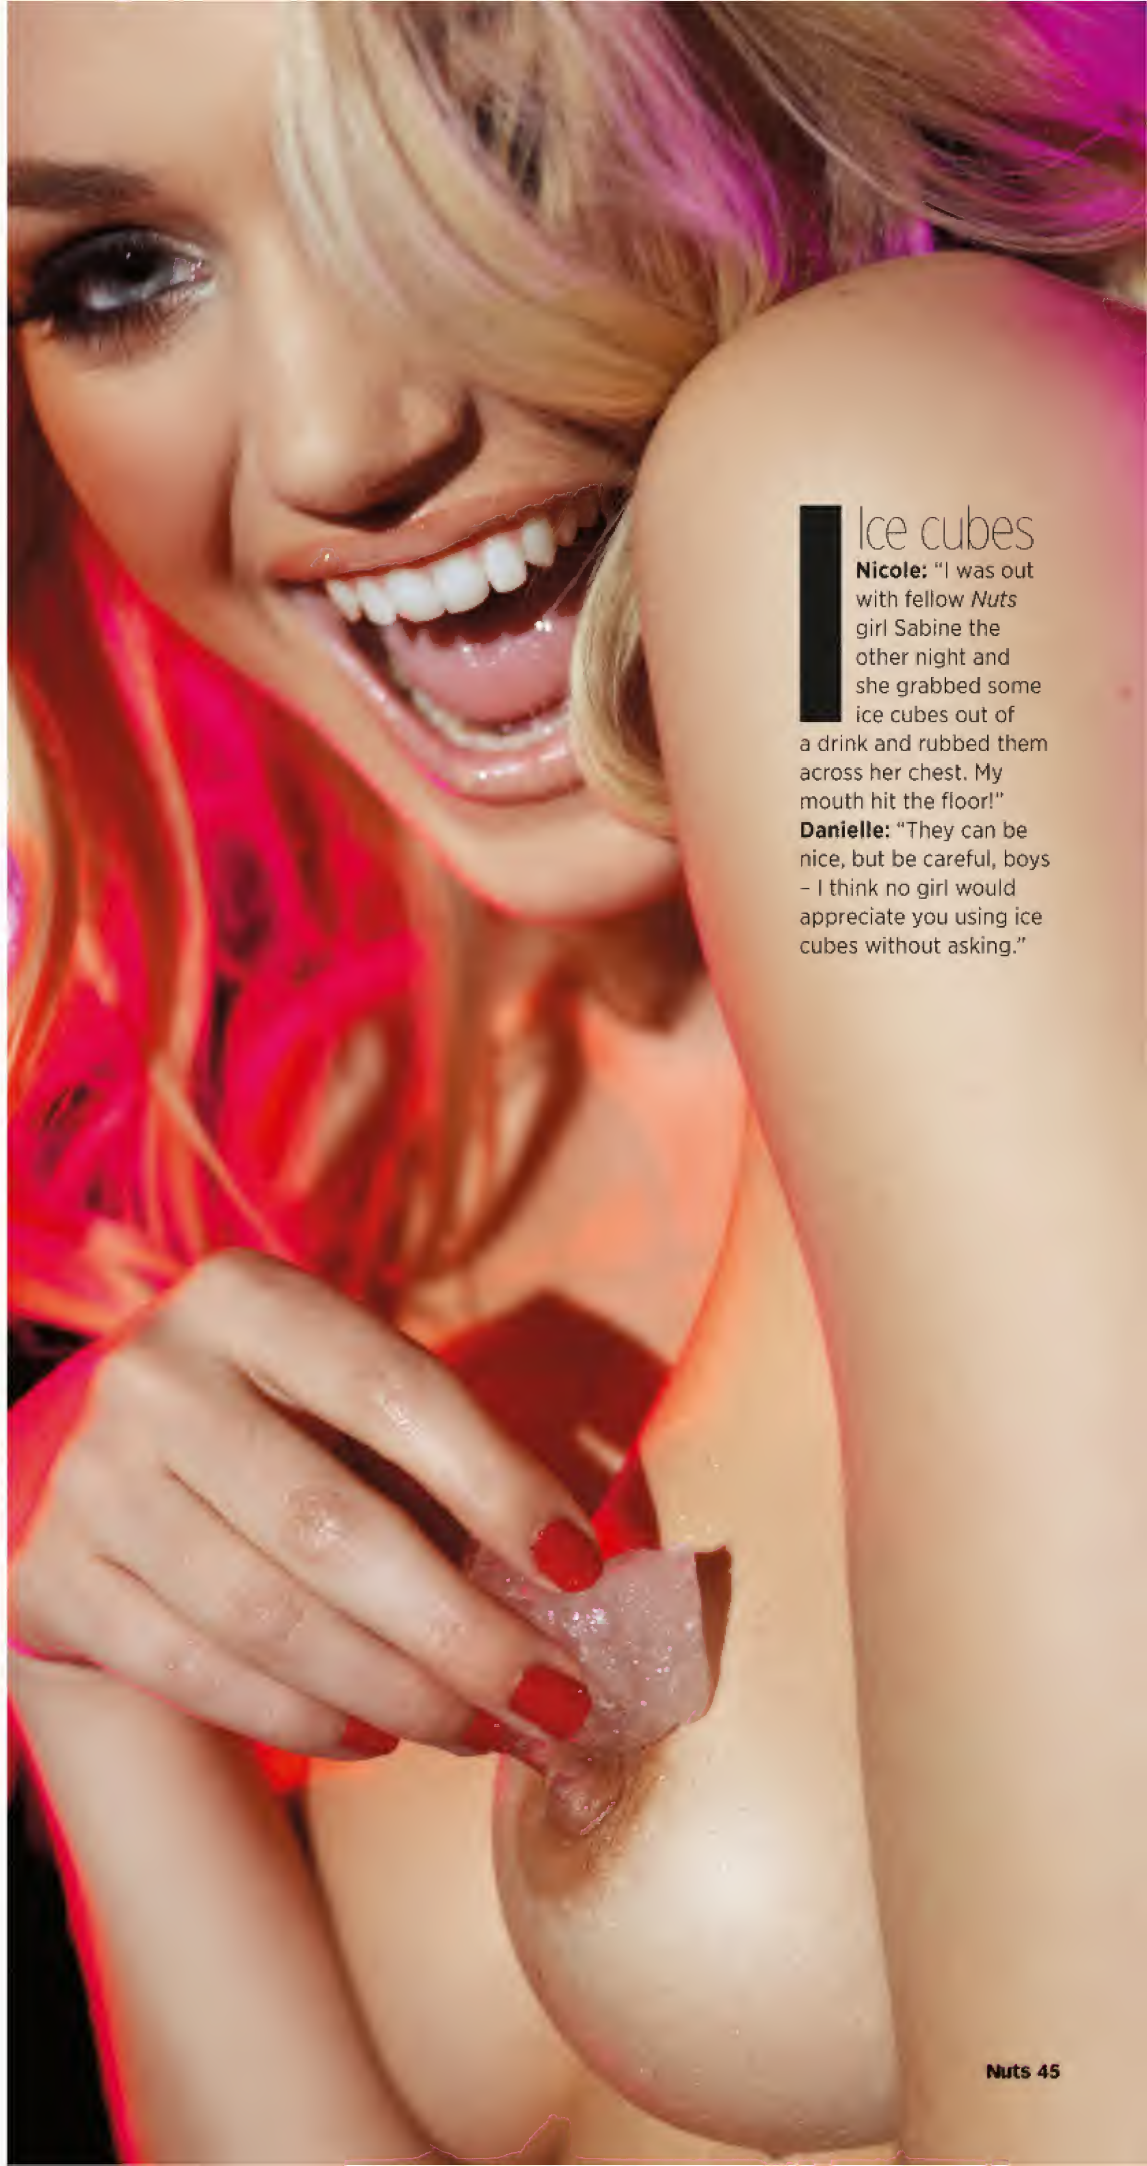 Ice cubes
Nicole: “I was out
with fellow Nuts
girl Sabine the
other night and
she grabbed some
ice cubes out of
a drink and rubbed them
across her chest. My
mouth hit the floor!”
Danielle: “They can be
nice, but be careful, boys
– I think no girl would
appreciate you using ice
cubes without asking.”
Nuts 45